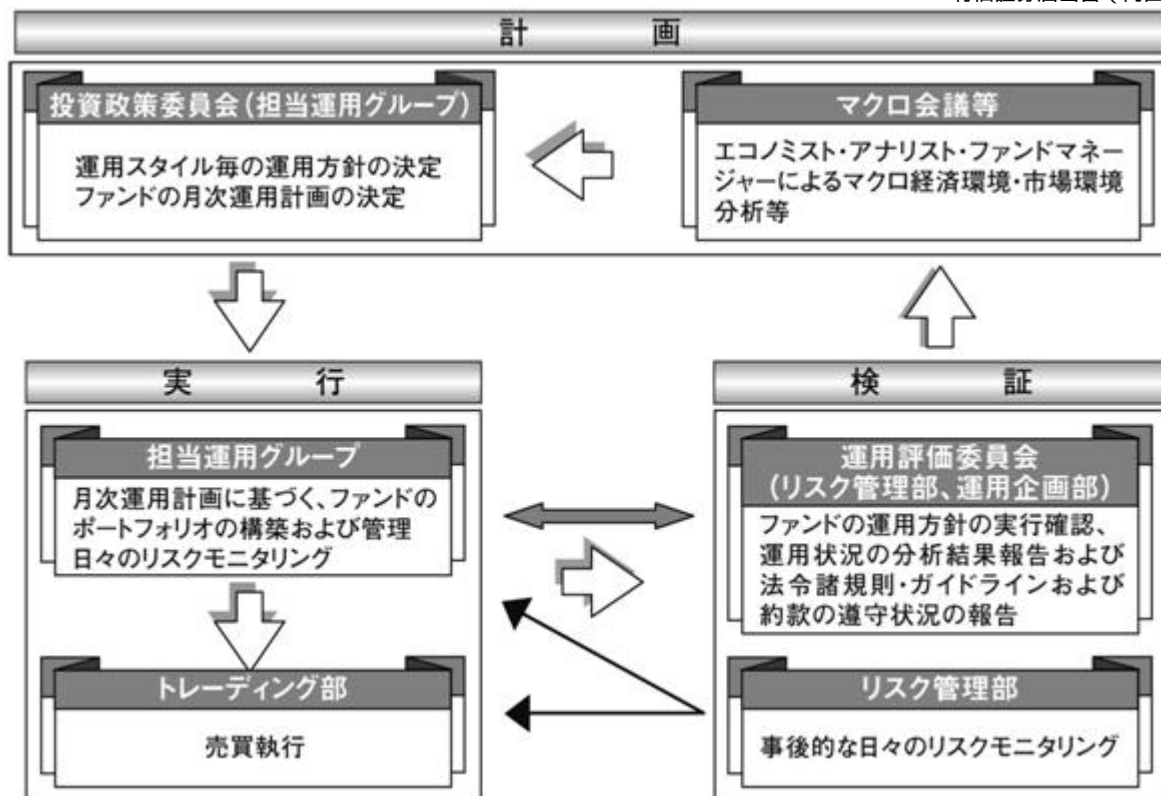 計 画
投資政策委員会（担当運用グループ）
運用スタイル毎の運用方針の決定
ファンドの月次運用計画の決定
マクロ会議等
エコノミスト・アナリスト・ファンドマネー
ジャーによるマクロ経済環境・市場環境
分析等
実 行
担当運用グループ
月次運用計画に基づく、ファンドの
ポートフォリオの構築および管理
日々のリスクモニタリング
トレーディング部
売買執行
検 証
運用評価委員会
（リスク管理部、運用企画部）
ファンドの運用方針の実行確認、
運用状況の分析結果報告および
法令諸規則・ガイドラインおよび
約款の遵守状況の報告
リスク管理部
事後的な日々のリスクモニタリング